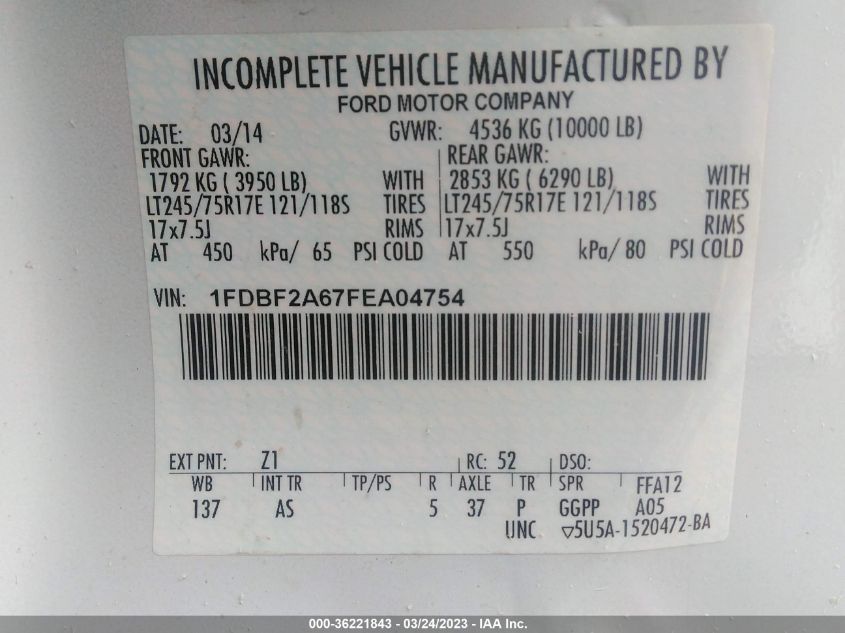 INCOMPLETE VEHICLE MANUFACTURED BY
FORD MOTOR COMPANY
DATE: 03/14 GVWR: 4536 KG (10000 LB)
FRONT GAWR: REAR GAWR:
1792 KG ( 3950 LB) WITH 2853 KG ( 6290 LB) WITH
LT245/75R17E 121/118S TIRES LT245/75R17E 121/118S TIRES
17x7.5J RIMS 17x7.5J RIMS
AT 450 kPa/ 65 PSI COLD AT 550 kPa/ 80 PSI COLD
VIN: 1FDBF2A67FEA04754
EXT PNT: Z1 RC: 52 DSO:
WB INT TR TP/PS R AXLE TR SPR FFA12
137 AS 5 37 P GGPP A05
UNC ▽5U5A-1520472-BA
000-36221843 - 03/24/2023 - IAA Inc.